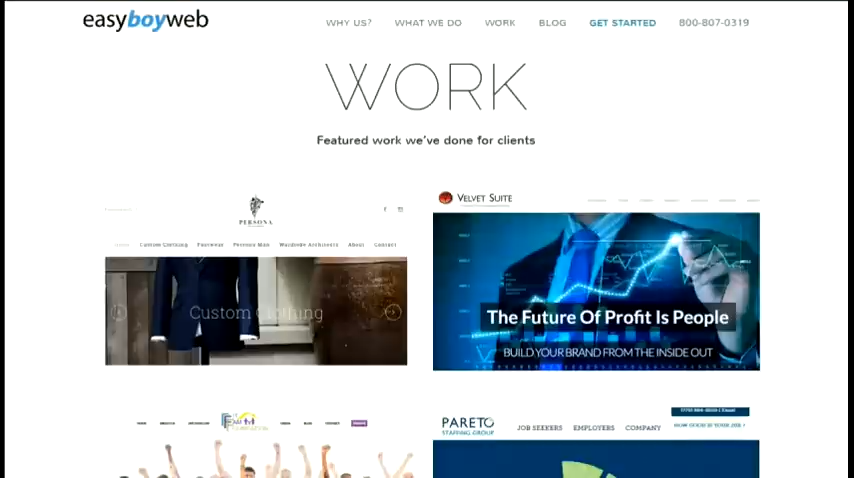 easyboyweb
WHY US? WHAT WE DO WORK BLOG GET STARTED 800-807-0319
WORK
Featured work we've done for clients
PERSONA
Home Custom Clothing Footwear Persona Man Wardrobe Architects About Contact
Custom Clothing
VELVET SUITE
The Future Of Profit Is People
BUILD YOUR BRAND FROM THE INSIDE OUT
PARETO
STAFFING GROUP
JOB SEEKERS EMPLOYERS COMPANY